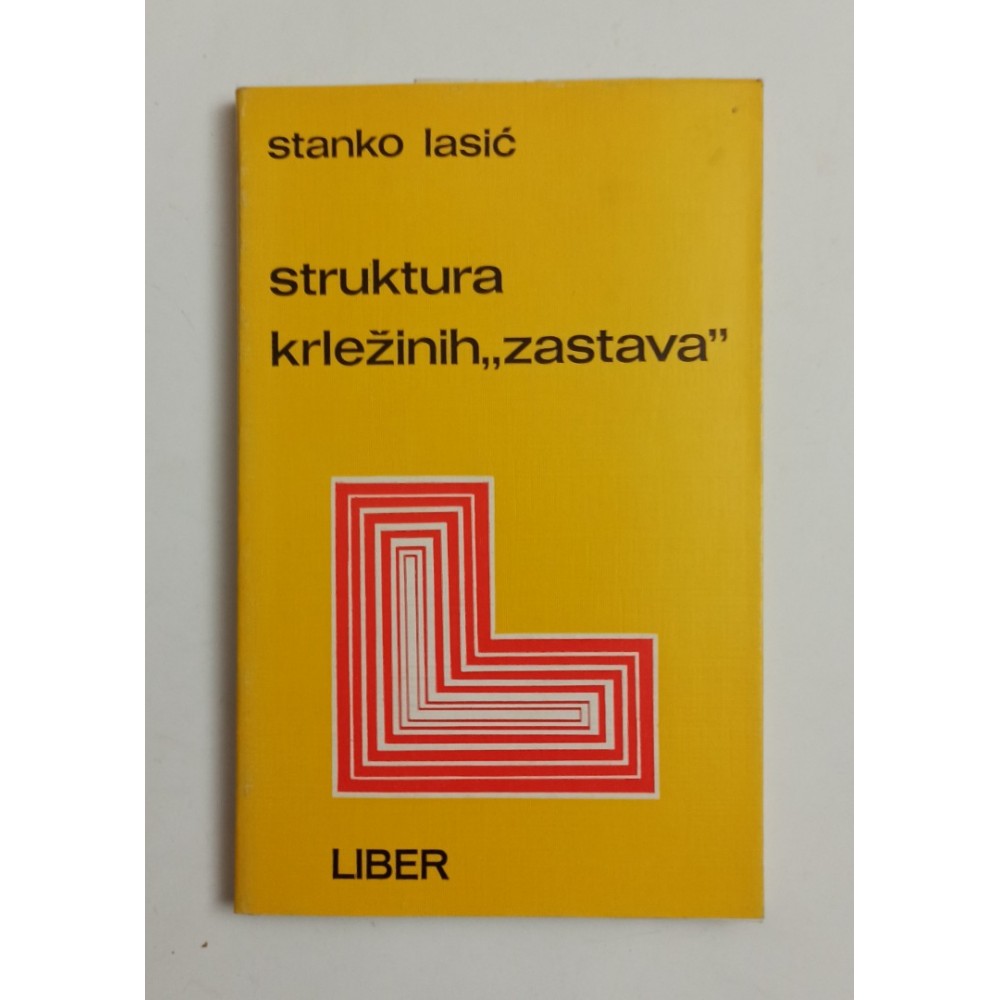 stanko lasić
struktura
krležinih„zastava”
LIBER